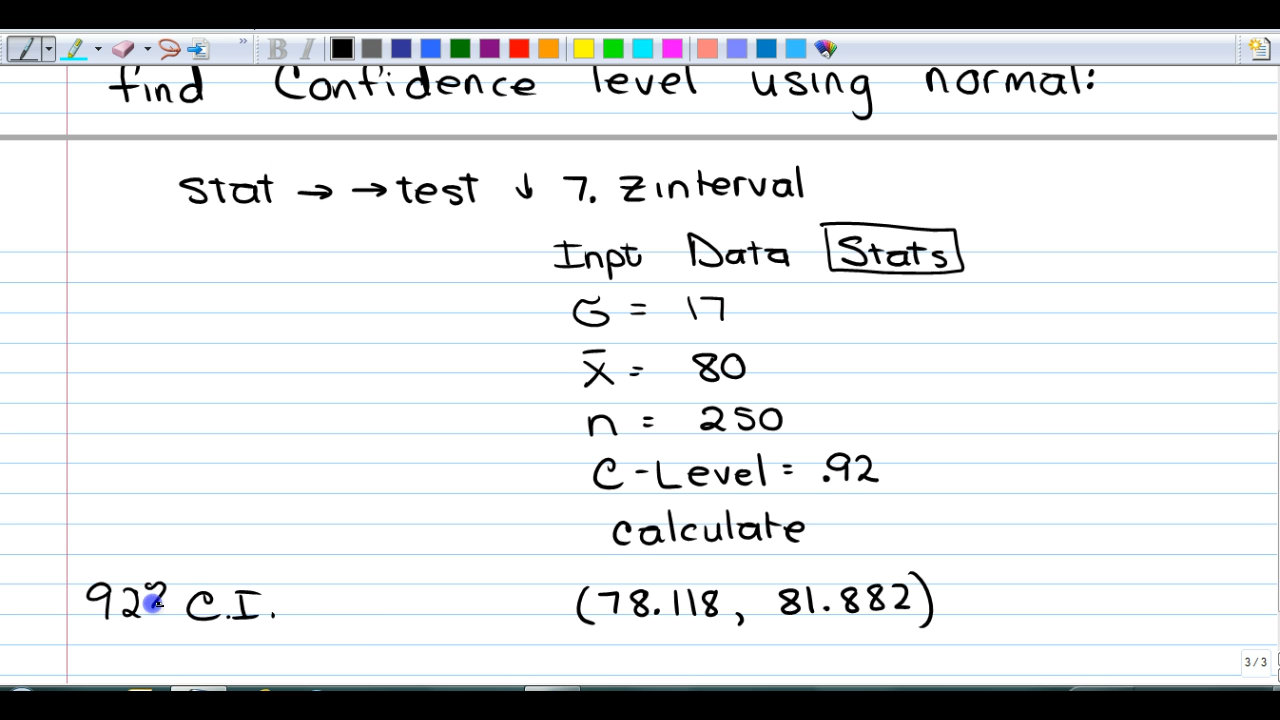 B I
find Confidence level using normal:
Stat → → test ↓ 7. Z interval
Inpt Data Stats
σ = 17
x̄ = 80
n = 250
C-Level = .92
calculate
92% C.I. (78.118, 81.882)
3 / 3